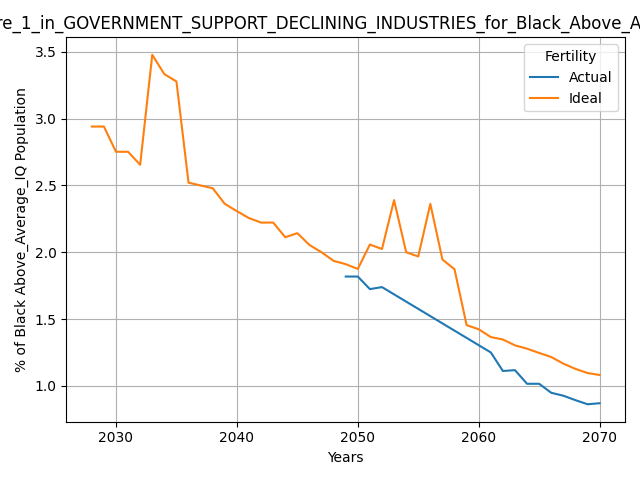 re_1_in_GOVERNMENT_SUPPORT_DECLINING_INDUSTRIES_for_Black_Above_A
Fertility
Actual
Ideal
% of Black Above_Average_IQ Population
3.5
3.0
2.5
2.0
1.5
1.0
2030 2040 2050 2060 2070
Years